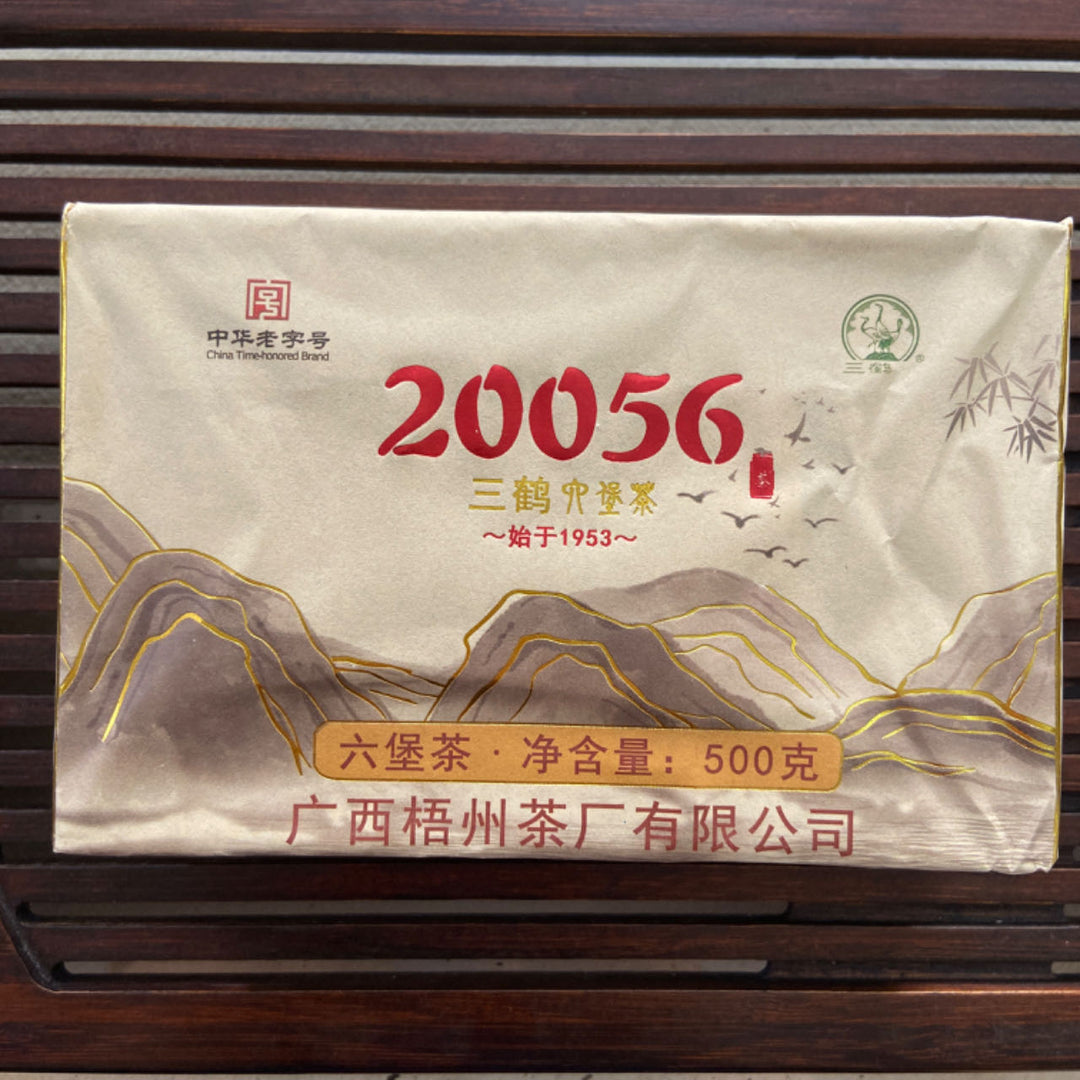 中华老字号
China Time-honored Brand
三鹤
®
20056
茶
三鹤六堡茶
～始于1953～
六堡茶·净含量：500克
广西梧州茶厂有限公司